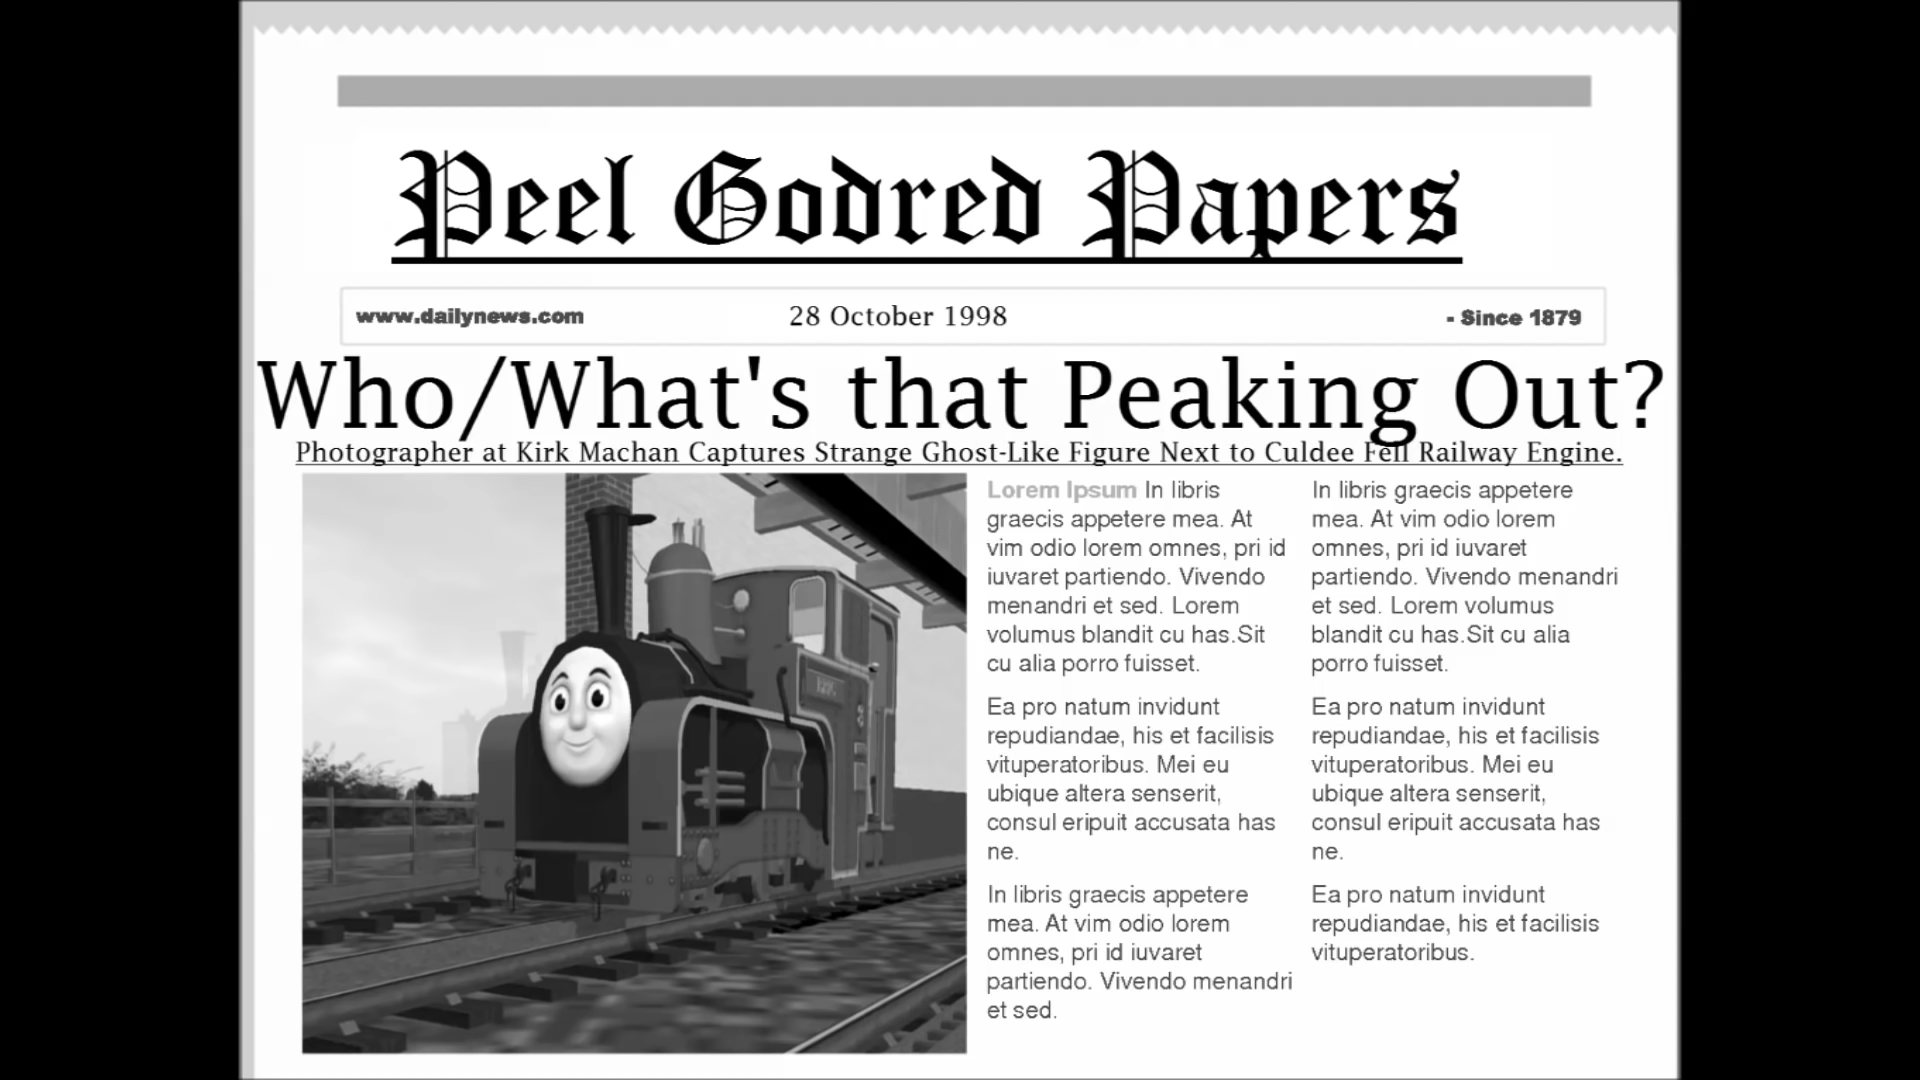 Peel Godred Papers
www.dailynews.com 28 October 1998 - Since 1879
Who/What's that Peaking Out?
Photographer at Kirk Machan Captures Strange Ghost-Like Figure Next to Culdee Fell Railway Engine.
Lorem Ipsum In libris
graecis appetere mea. At
vim odio lorem omnes, pri id
iuvaret partiendo. Vivendo
menandri et sed. Lorem
volumus blandit cu has.Sit
cu alia porro fuisset.
Ea pro natum invidunt
repudiandae, his et facilisis
vituperatoribus. Mei eu
ubique altera senserit,
consul eripuit accusata has
ne.
In libris graecis appetere
mea. At vim odio lorem
omnes, pri id iuvaret
partiendo. Vivendo menandri
et sed.
In libris graecis appetere
mea. At vim odio lorem
omnes, pri id iuvaret
partiendo. Vivendo menandri
et sed. Lorem volumus
blandit cu has.Sit cu alia
porro fuisset.
Ea pro natum invidunt
repudiandae, his et facilisis
vituperatoribus. Mei eu
ubique altera senserit,
consul eripuit accusata has
ne.
Ea pro natum invidunt
repudiandae, his et facilisis
vituperatoribus.